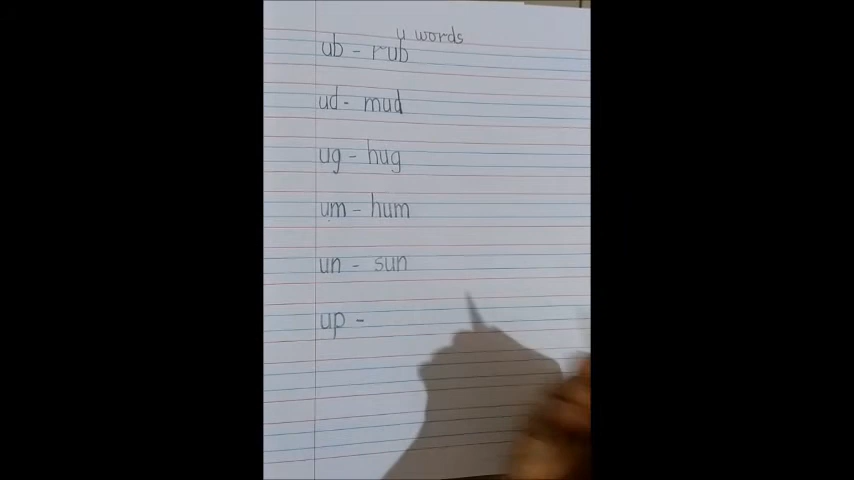 u words
ub - rub
ud - mud
ug - hug
um - hum
un - sun
up -